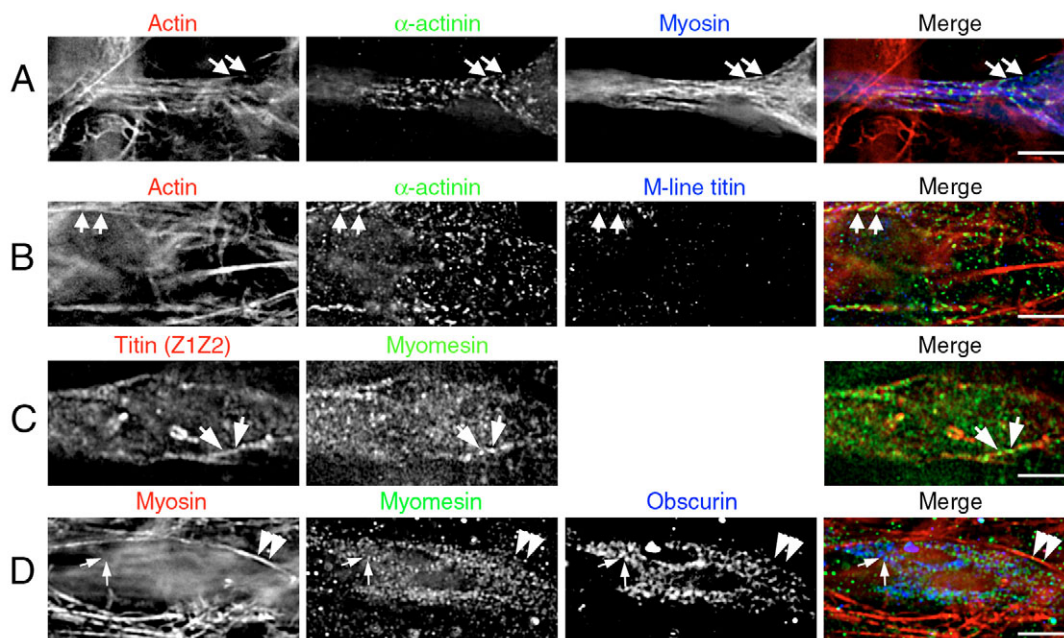 Actin α-actinin Myosin Merge
A
Actin α-actinin M-line titin Merge
B
Titin (Z1Z2) Myomesin Merge
C
Myosin Myomesin Obscurin Merge
D